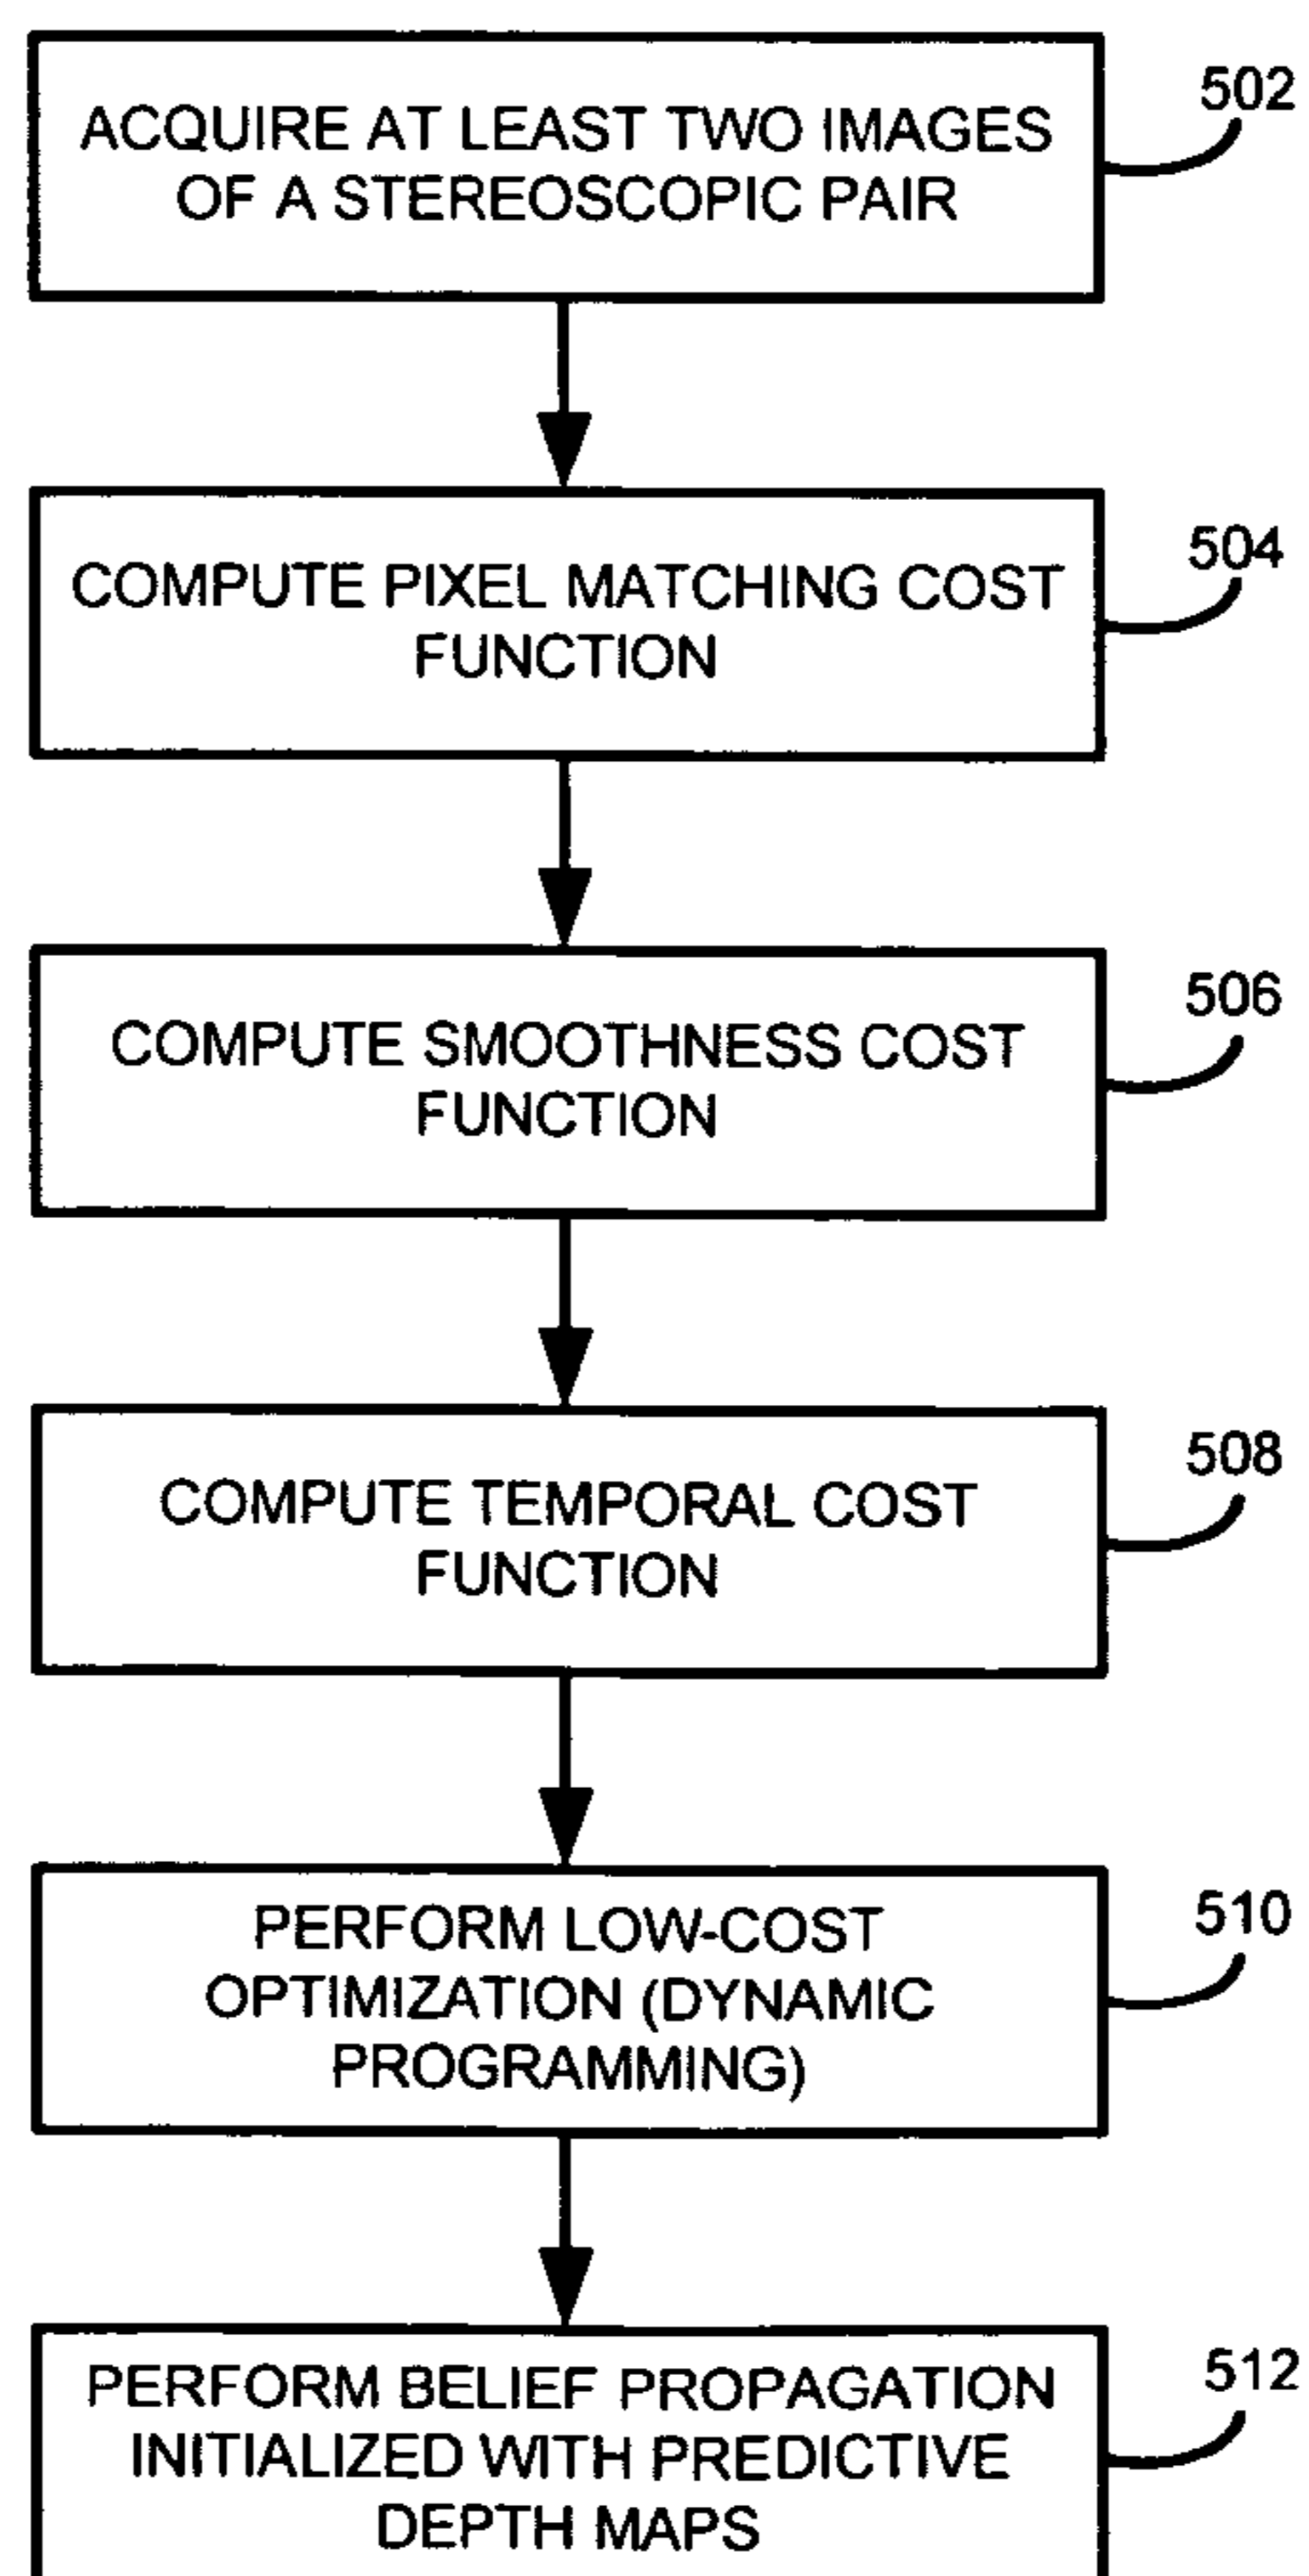 ACQUIRE AT LEAST TWO IMAGES
OF A STEREOSCOPIC PAIR
502
COMPUTE PIXEL MATCHING COST
FUNCTION
504
COMPUTE SMOOTHNESS COST
FUNCTION
506
COMPUTE TEMPORAL COST
FUNCTION
508
PERFORM LOW-COST
OPTIMIZATION (DYNAMIC
PROGRAMMING)
510
PERFORM BELIEF PROPAGATION
INITIALIZED WITH PREDICTIVE
DEPTH MAPS
512